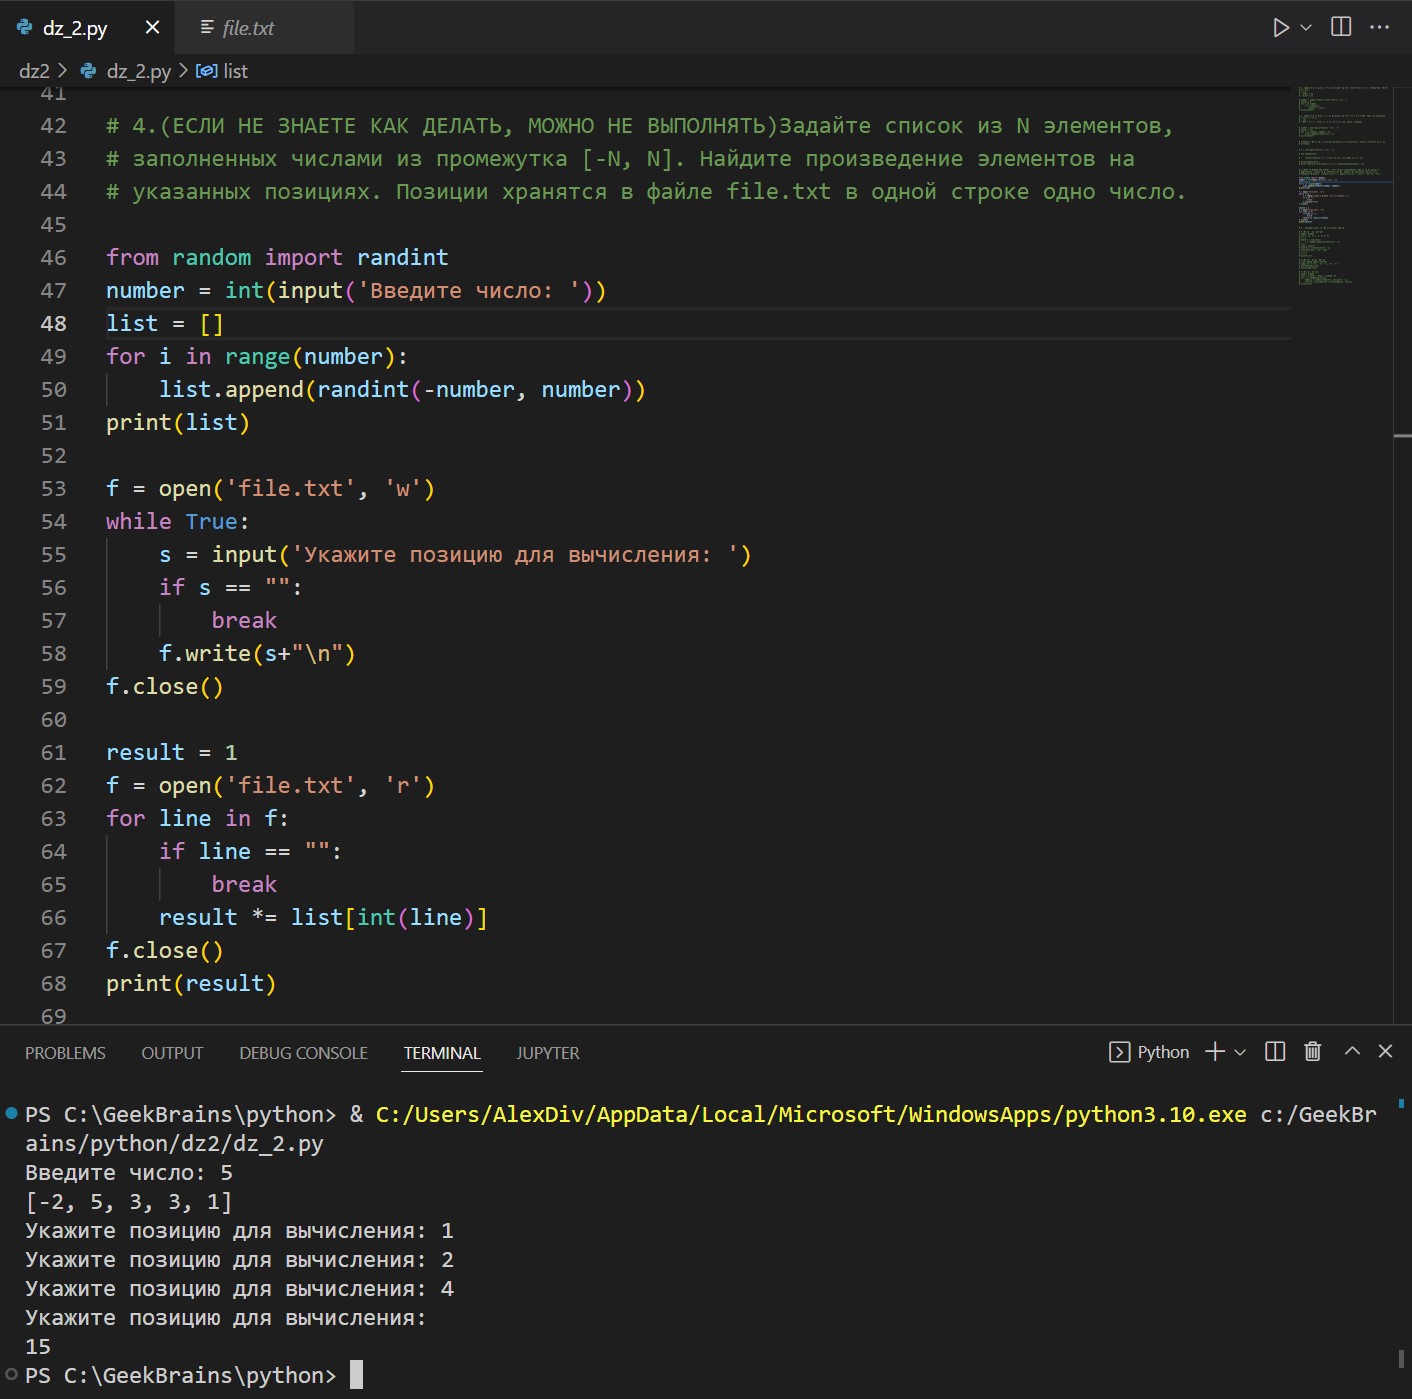 dz_2.py
file.txt
dz2 > dz_2.py > list
41
42 # 4.(ЕСЛИ НЕ ЗНАЕТЕ КАК ДЕЛАТЬ, МОЖНО НЕ ВЫПОЛНЯТЬ)Задайте список из N элементов,
43 # заполненных числами из промежутка [-N, N]. Найдите произведение элементов на
44 # указанных позициях. Позиции хранятся в файле file.txt в одной строке одно число.
45
46 from random import randint
47 number = int(input('Введите число: '))
48 list = []
49 for i in range(number):
50     list.append(randint(-number, number))
51 print(list)
52
53 f = open('file.txt', 'w')
54 while True:
55     s = input('Укажите позицию для вычисления: ')
56     if s == "":
57         break
58     f.write(s+"\n")
59 f.close()
60
61 result = 1
62 f = open('file.txt', 'r')
63 for line in f:
64     if line == "":
65         break
66     result *= list[int(line)]
67 f.close()
68 print(result)
69
PROBLEMS OUTPUT DEBUG CONSOLE TERMINAL JUPYTER Python
PS C:\GeekBrains\python> & C:/Users/AlexDiv/AppData/Local/Microsoft/WindowsApps/python3.10.exe c:/GeekBr
ains/python/dz2/dz_2.py
Введите число: 5
[-2, 5, 3, 3, 1]
Укажите позицию для вычисления: 1
Укажите позицию для вычисления: 2
Укажите позицию для вычисления: 4
Укажите позицию для вычисления:
15
PS C:\GeekBrains\python>